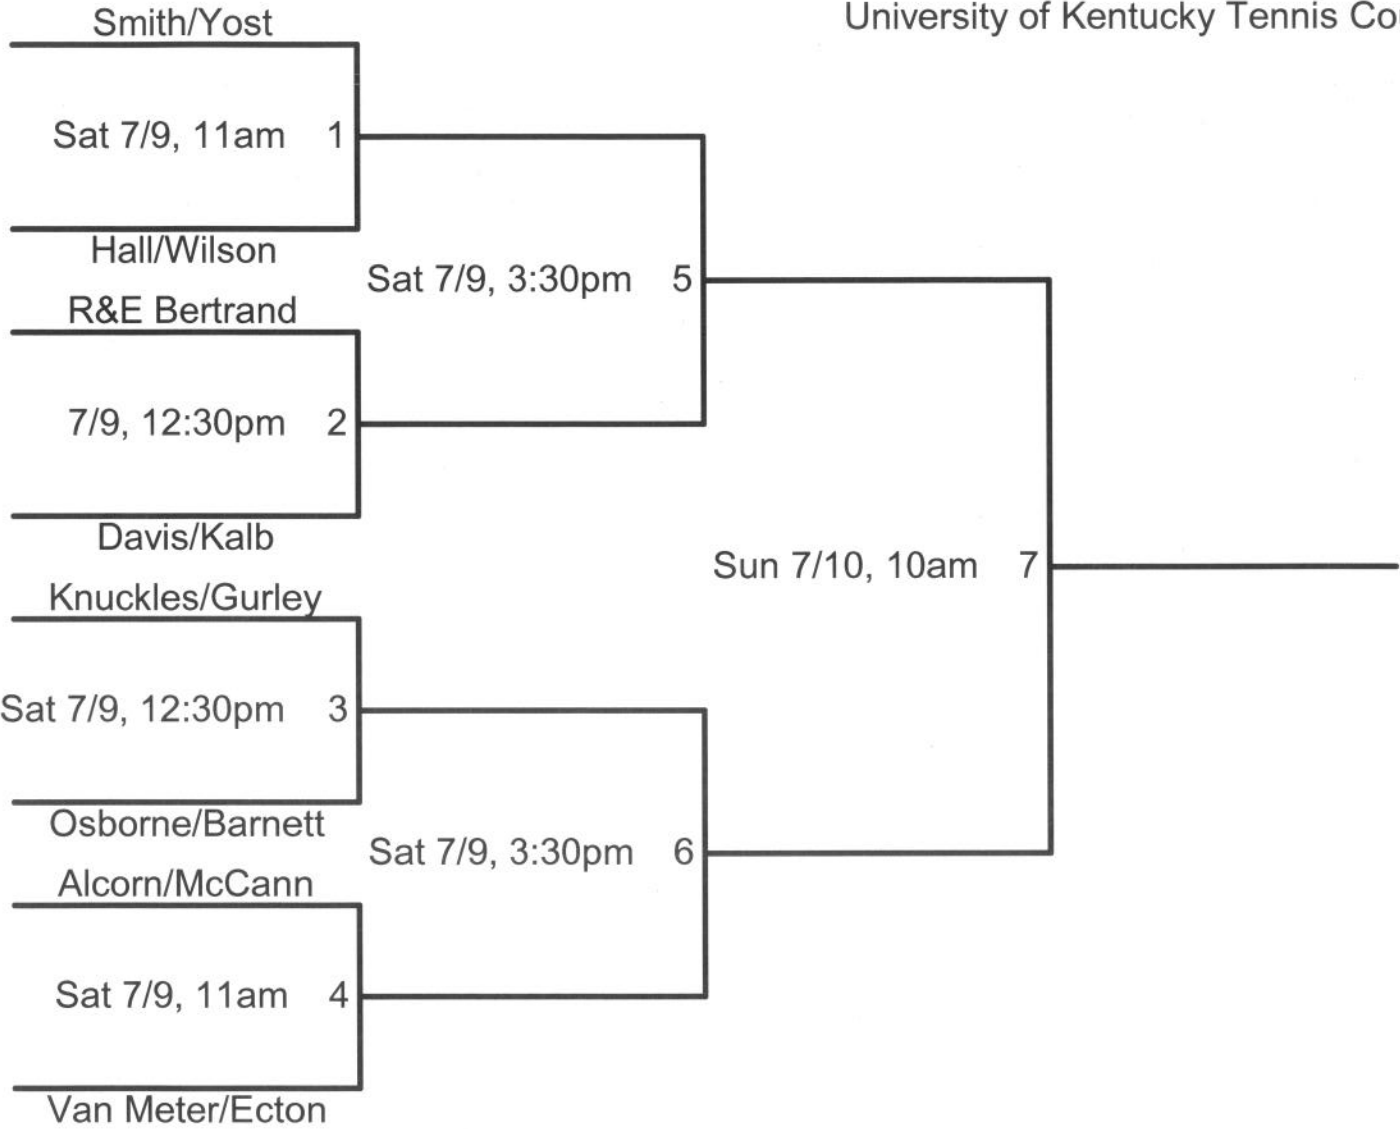 Smith/Yost
University of Kentucky Tennis Co
Sat 7/9, 11am 1
Hall/Wilson
Sat 7/9, 3:30pm 5
R&E Bertrand
7/9, 12:30pm 2
Davis/Kalb
Sun 7/10, 10am 7
Knuckles/Gurley
Sat 7/9, 12:30pm 3
Osborne/Barnett
Sat 7/9, 3:30pm 6
Alcorn/McCann
Sat 7/9, 11am 4
Van Meter/Ecton